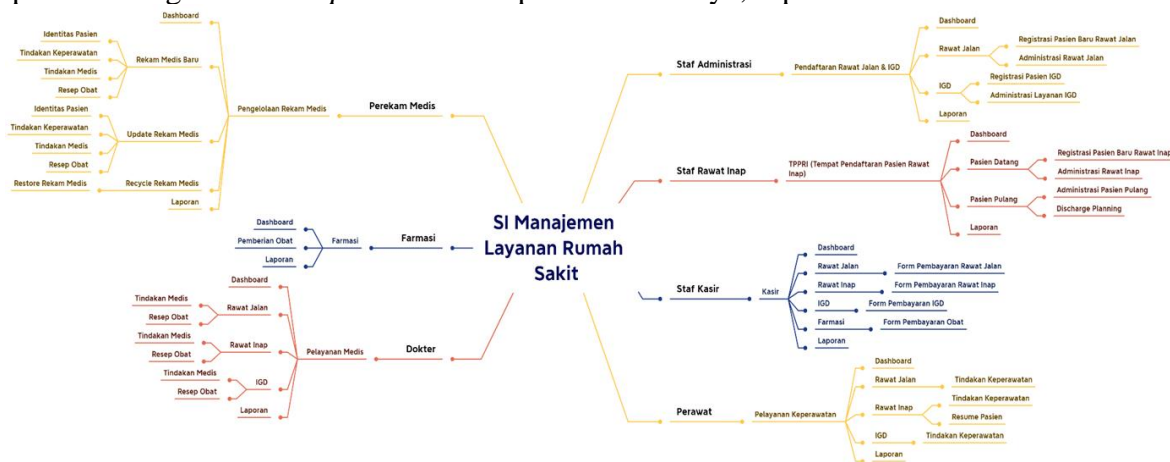 Dashboard
Identitas Pasien
Tindakan Keperawatan
Rekam Medis Baru
Tindakan Medis
Resep Obat
Identitas Pasien
Tindakan Keperawatan
Update Rekam Medis
Tindakan Medis
Resep Obat
Restore Rekam Medis
Recycle Rekam Medis
Laporan
Pengelolaan Rekam Medis
Perekam Medis
Dashboard
Pemberian Obat
Laporan
Farmasi
Farmasi
Dashboard
Tindakan Medis
Rawat Jalan
Resep Obat
Tindakan Medis
Rawat Inap
Resep Obat
Tindakan Medis
IGD
Resep Obat
Laporan
Pelayanan Medis
Dokter
SI Manajemen
Layanan Rumah
Sakit
Staf Administrasi
Pendaftaran Rawat Jalan & IGD
Dashboard
Rawat Jalan
Registrasi Pasien Baru Rawat Jalan
Administrasi Rawat Jalan
IGD
Registrasi Pasien IGD
Administrasi Layanan IGD
Laporan
Staf Rawat Inap
TPPRI (Tempat Pendaftaran Pasien Rawat
Inap)
Dashboard
Pasien Datang
Registrasi Pasien Baru Rawat Inap
Administrasi Rawat Inap
Pasien Pulang
Administrasi Pasien Pulang
Discharge Planning
Laporan
Staf Kasir
Kasir
Dashboard
Rawat Jalan
Form Pembayaran Rawat Jalan
Rawat Inap
Form Pembayaran Rawat Inap
IGD
Form Pembayaran IGD
Farmasi
Form Pembayaran Obat
Laporan
Perawat
Pelayanan Keperawatan
Dashboard
Rawat Jalan
Tindakan Keperawatan
Rawat Inap
Tindakan Keperawatan
Resume Pasien
IGD
Tindakan Keperawatan
Laporan